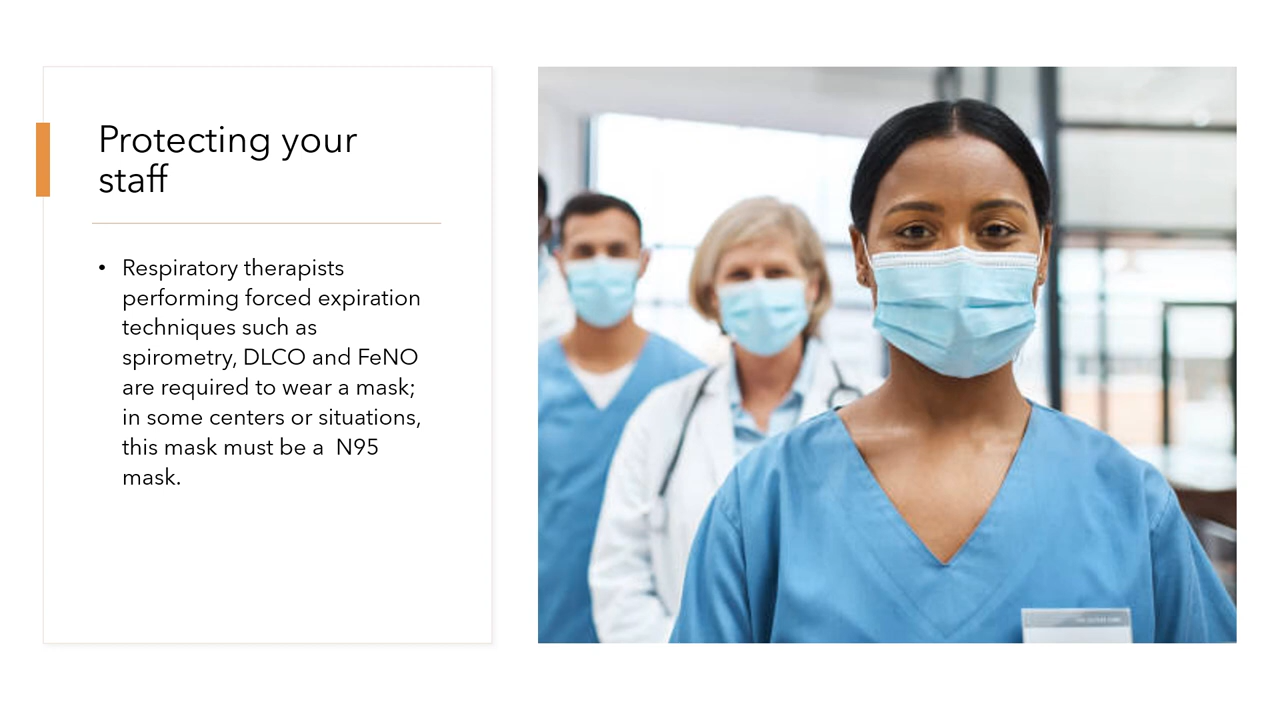 Protecting your
staff
• Respiratory therapists
performing forced expiration
techniques such as
spirometry, DLCO and FeNO
are required to wear a mask;
in some centers or situations,
this mask must be a  N95
mask.